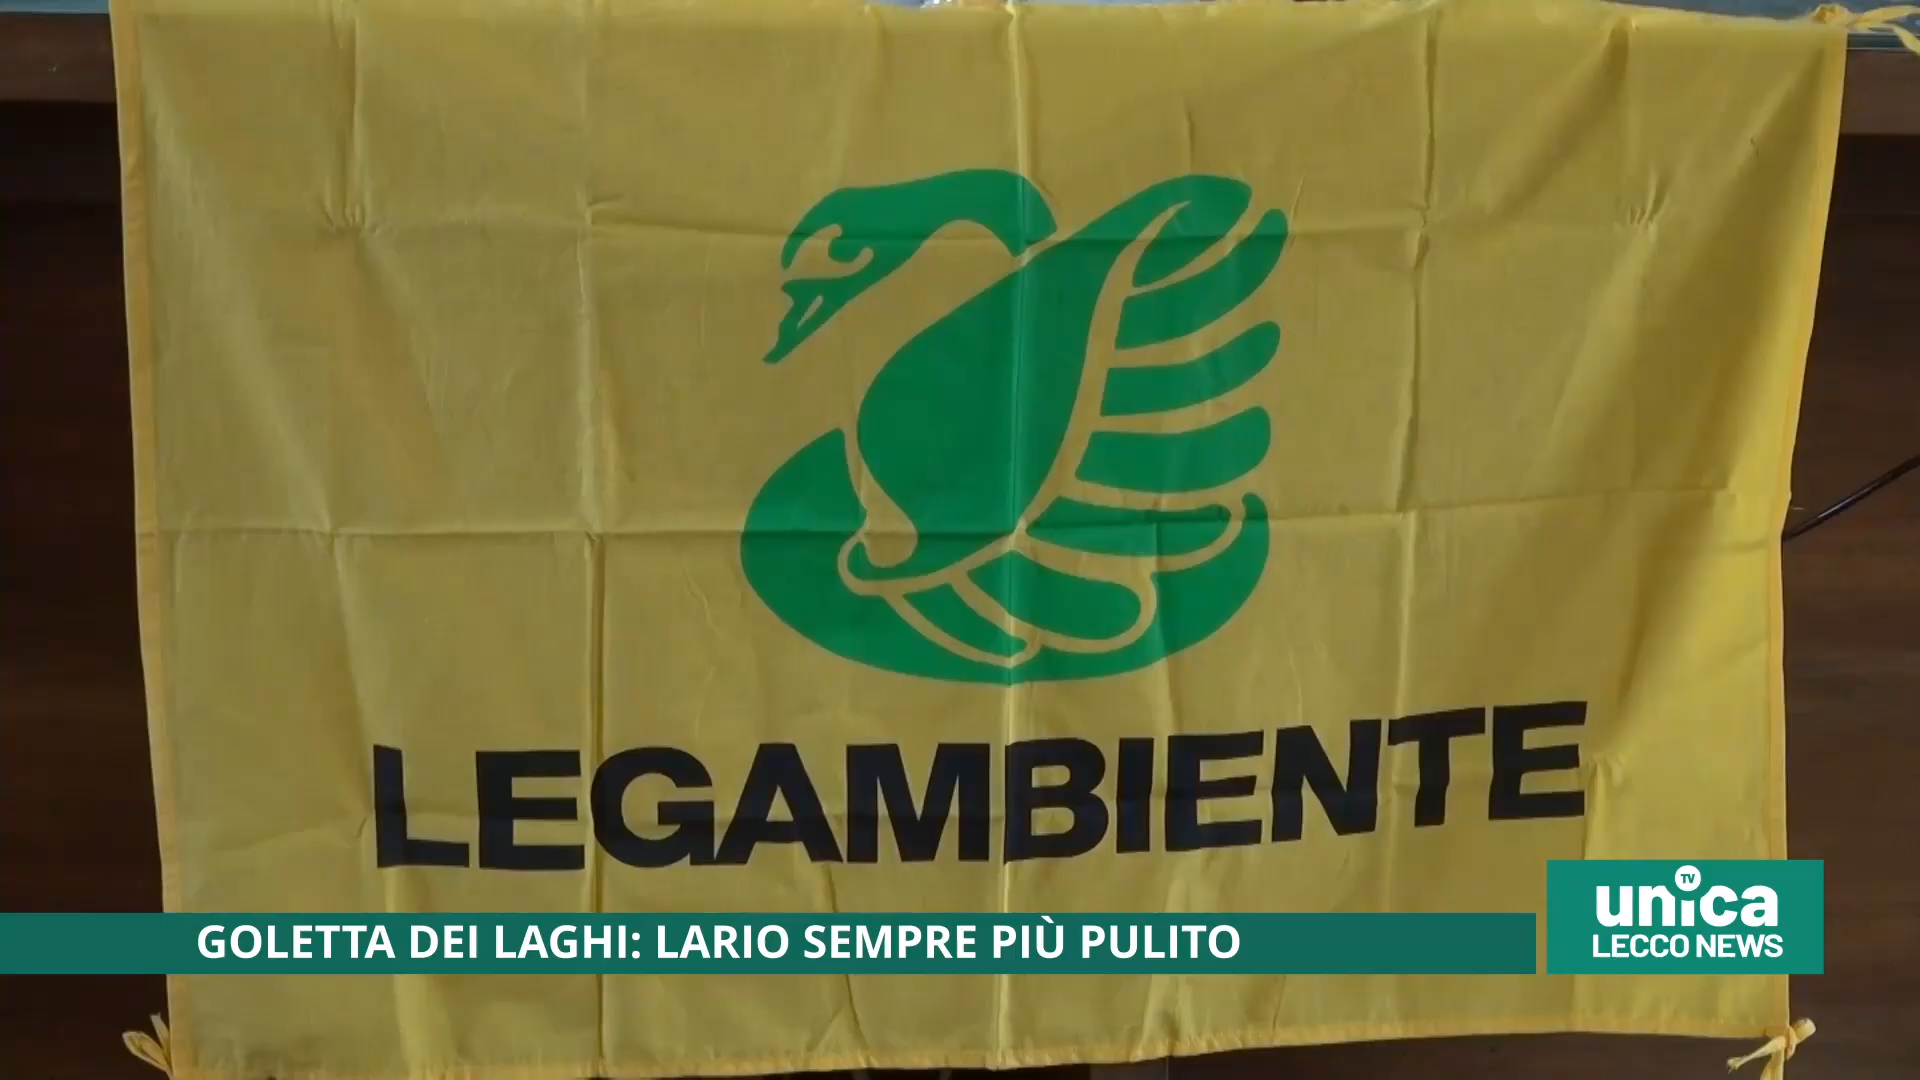 LEGAMBIENTE
GOLETTA DEI LAGHI: LARIO SEMPRE PIÙ PULITO
TV
unica
LECCO NEWS